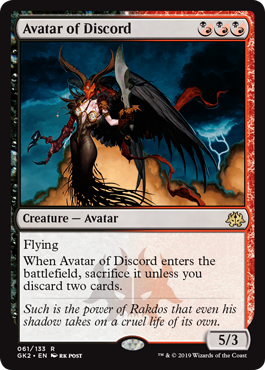 Avatar of Discord
Creature — Avatar
Flying
When Avatar of Discord enters the
battlefield, sacrifice it unless you
discard two cards.
Such is the power of Rakdos that even his
shadow takes on a cruel life of its own.
5/3
061/133 R
GK2 • EN RK POST
™ & © 2019 Wizards of the Coast